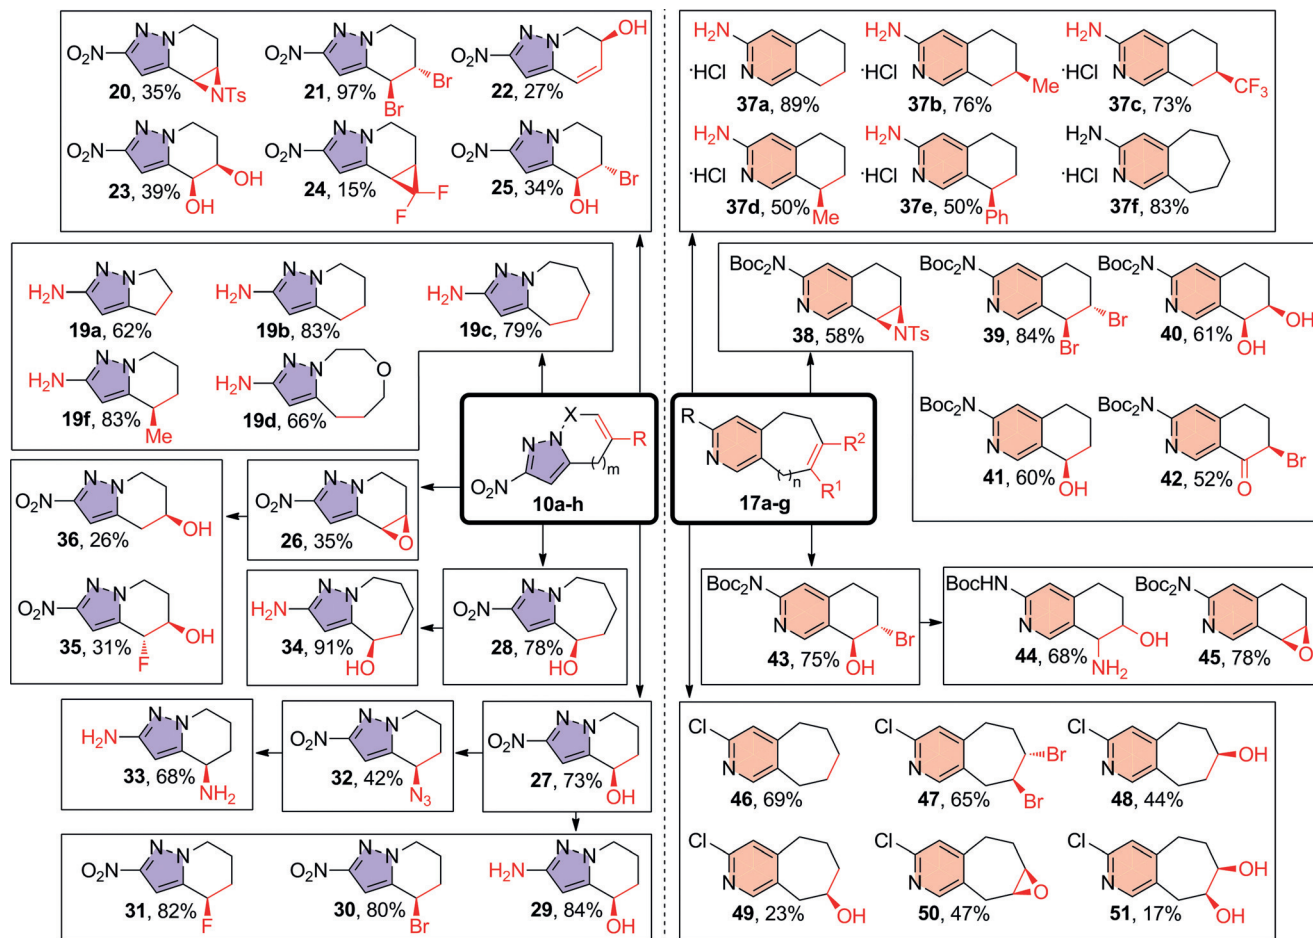 O2N N N NTs
20, 35%
O2N N N Br Br
21, 97%
O2N N N OH
22, 27%
O2N N N OH OH
23, 39%
O2N N N F F
24, 15%
O2N N N Br OH
25, 34%
H2N N N
19a, 62%
H2N N N
19b, 83%
H2N N N
19c, 79%
H2N N N Me
19f, 83%
H2N N N O
19d, 66%
X N N R ( )m O2N
10a-h
O2N N N OH
36, 26%
O2N N N O
26, 35%
O2N N N OH F
35, 31%
H2N N N HO
34, 91%
O2N N N HO
28, 78%
H2N N N NH2
33, 68%
O2N N N N3
32, 42%
O2N N N OH
27, 73%
O2N N N F
31, 82%
O2N N N Br
30, 80%
H2N N N OH
29, 84%
H2N ·HCl N
37a, 89%
H2N ·HCl N Me
37b, 76%
H2N ·HCl N CF3
37c, 73%
H2N ·HCl N Me
37d, 50%
H2N ·HCl N Ph
37e, 50%
H2N ·HCl N
37f, 83%
Boc2N N NTs
38, 58%
Boc2N N Br Br
39, 84%
Boc2N N OH OH
40, 61%
Boc2N N OH
41, 60%
Boc2N N Br O
42, 52%
R N R2 R1 ( )n
17a-g
Boc2N N Br OH
43, 75%
BocHN N OH NH2
44, 68%
Boc2N N O
45, 78%
Cl N
46, 69%
Cl N Br Br
47, 65%
Cl N OH
48, 44%
Cl N OH
49, 23%
Cl N O
50, 47%
Cl N OH OH
51, 17%